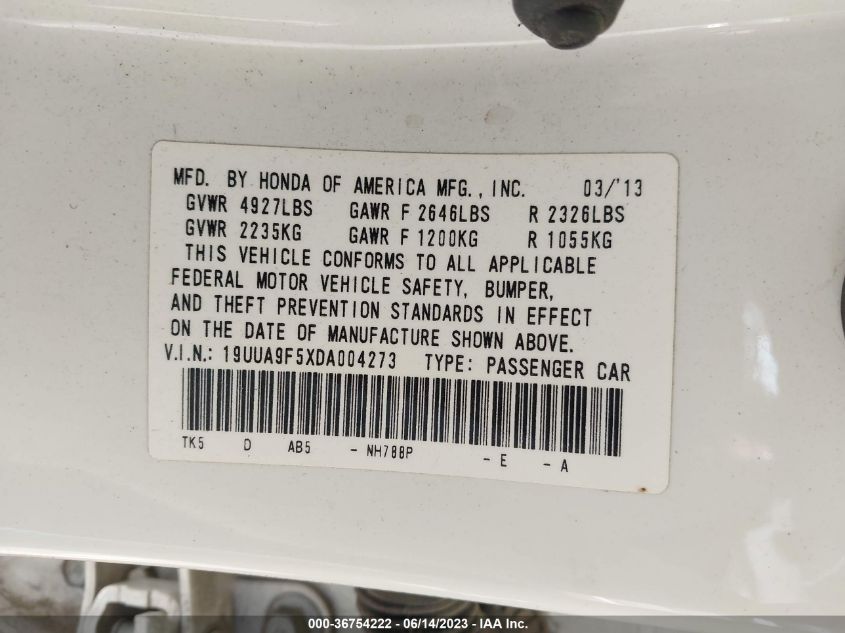 MFD. BY HONDA OF AMERICA MFG., INC. 03/'13
GVWR 4927LBS GAWR F 2646LBS R 2326LBS
GVWR 2235KG GAWR F 1200KG R 1055KG
THIS VEHICLE CONFORMS TO ALL APPLICABLE
FEDERAL MOTOR VEHICLE SAFETY, BUMPER,
AND THEFT PREVENTION STANDARDS IN EFFECT
ON THE DATE OF MANUFACTURE SHOWN ABOVE.
V.I.N.: 19UUA9F5XDA004273 TYPE: PASSENGER CAR
TK5 D AB5 - NH788P - E - A
000-36754222 - 06/14/2023 - Copyright © 2023 IAA, Inc.